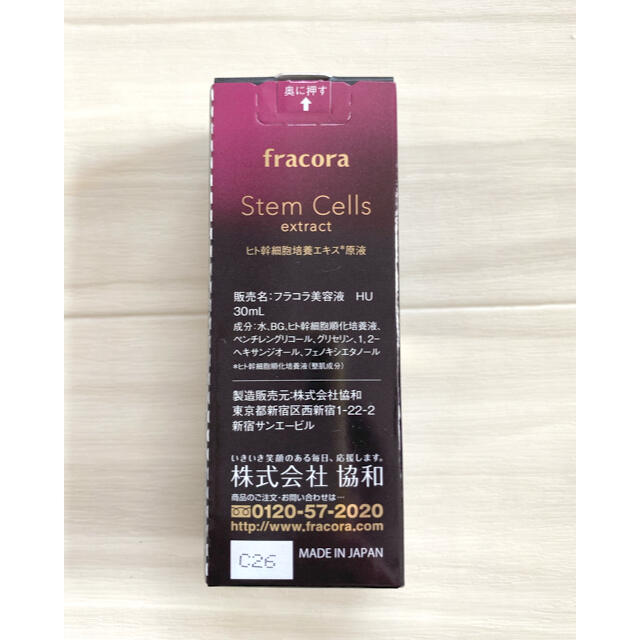 奥に押す
fracora
Stem Cells
extract
ヒト幹細胞培養エキス*原液
販売名:フラコラ美容液 HU
30mL
成分:水、BG、ヒト幹細胞順化培養液、
ペンチレングリコール、グリセリン、1,2-
ヘキサンジオール、フェノキシエタノール
*ヒト幹細胞順化培養液(整肌成分)
製造販売元:株式会社協和
東京都新宿区西新宿1-22-2
新宿サンエービル
いきいき笑顔のある毎日、応援します。
株式会社 協和
商品のご注文・お問い合わせは…
0120-57-2020
http://www.fracora.com
C26
MADE IN JAPAN